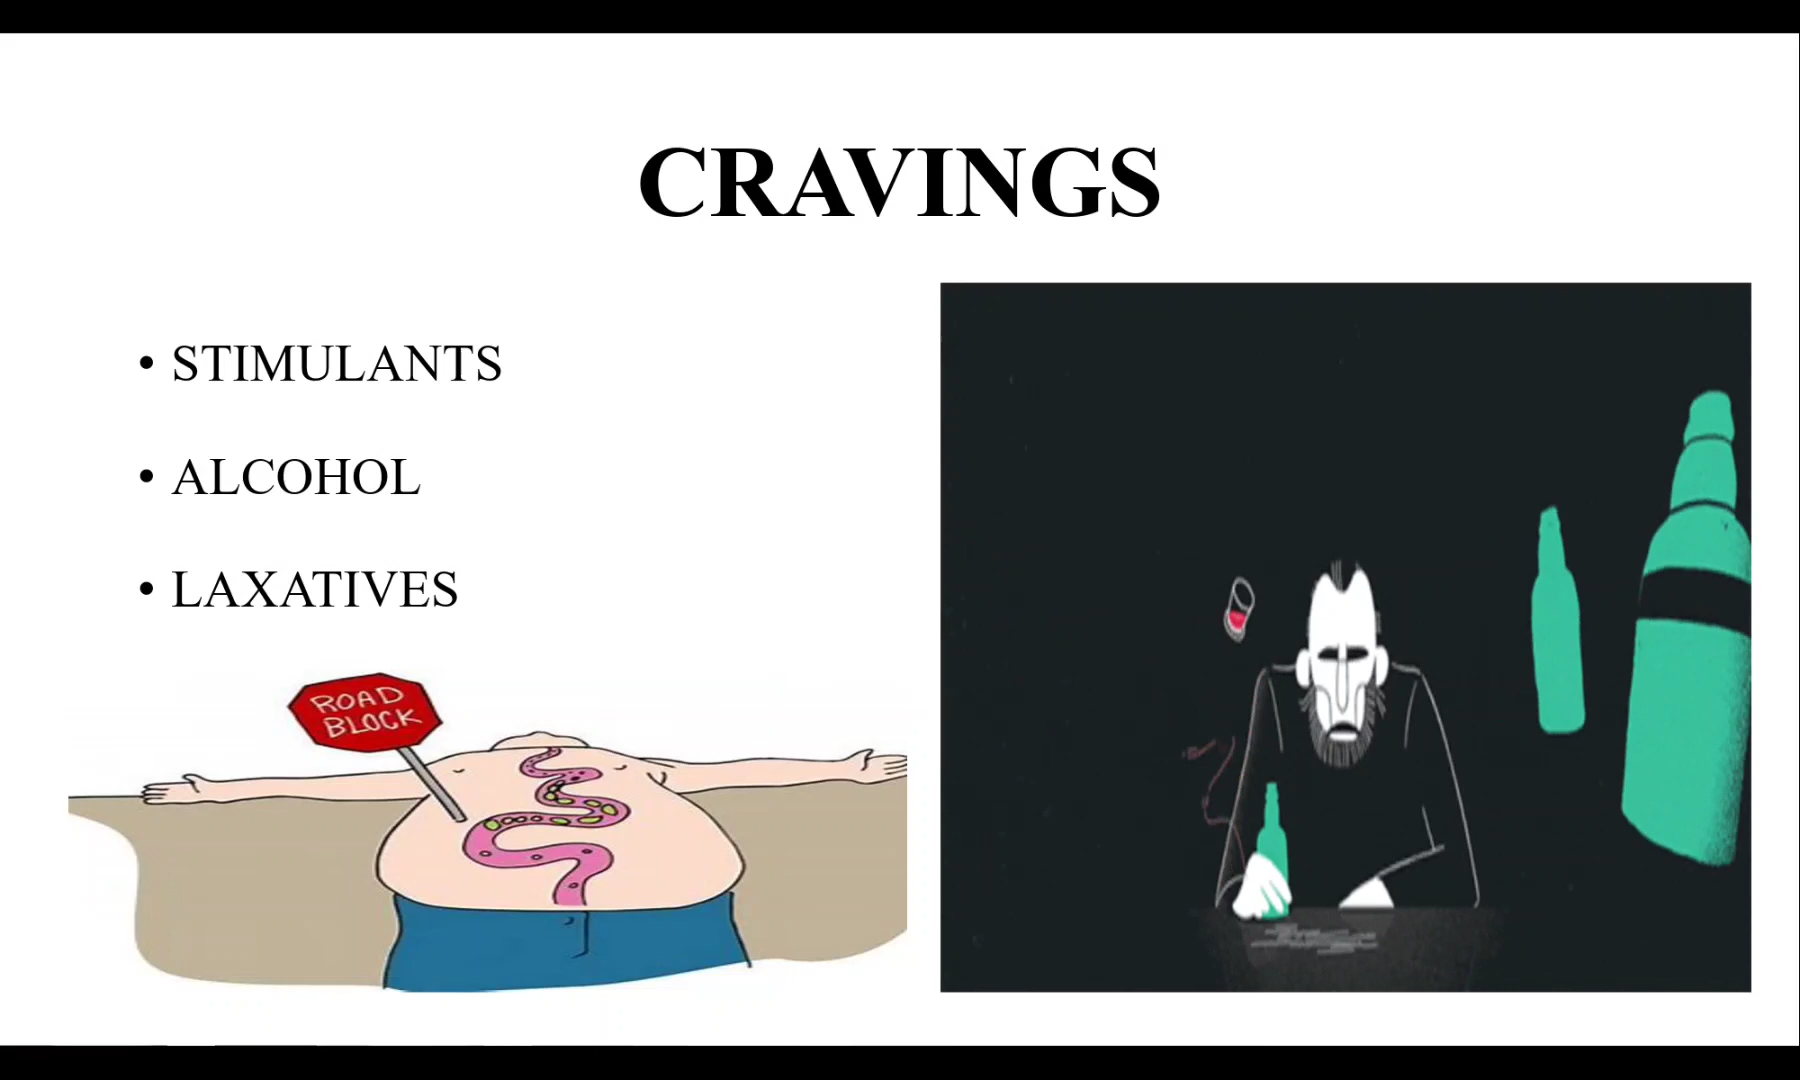 CRAVINGS
• STIMULANTS
• ALCOHOL
• LAXATIVES
ROAD
BLOCK